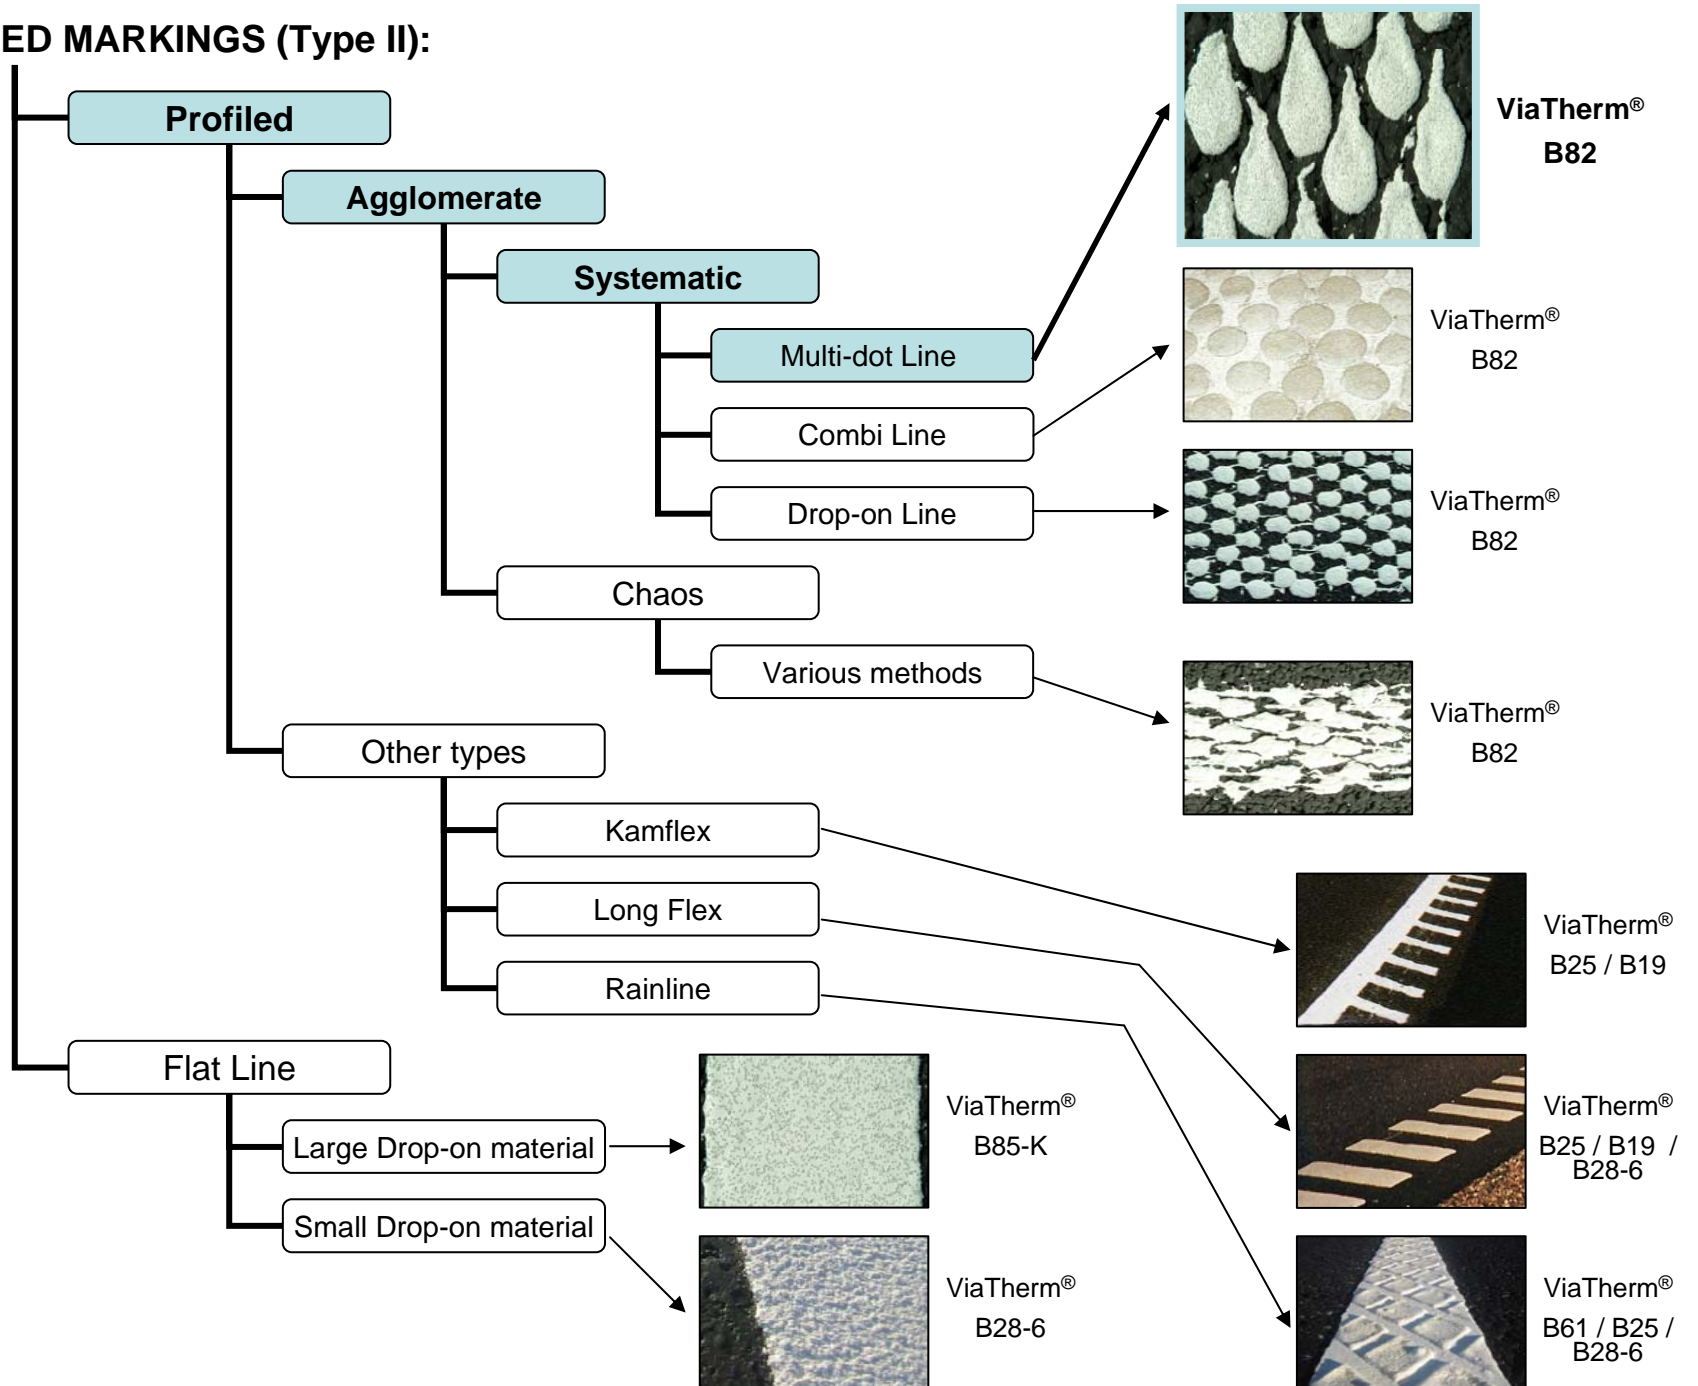 ED MARKINGS (Type II):
Profiled
Agglomerate
Systematic
Multi-dot Line
Combi Line
Drop-on Line
Chaos
Various methods
Other types
Kamflex
Long Flex
Rainline
Flat Line
Large Drop-on material
Small Drop-on material
ViaTherm®
B82
ViaTherm®
B82
ViaTherm®
B82
ViaTherm®
B82
ViaTherm®
B25 / B19
ViaTherm®
B25 / B19 /
B28-6
ViaTherm®
B61 / B25 /
B28-6
ViaTherm®
B85-K
ViaTherm®
B28-6